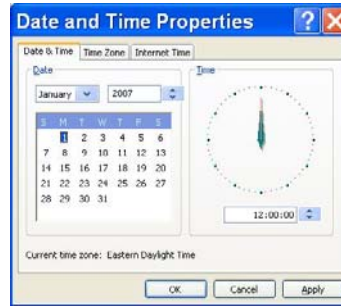 Date and Time Properties
Date & Time Time Zone Internet Time
Date
Time
January 2007
S M T W T F S
1 2 3 4 5 6
7 8 9 10 11 12 13
14 15 16 17 18 19 20
21 22 23 24 25 26 27
28 29 30 31
12:00:00
Current time zone: Eastern Daylight Time
OK Cancel Apply